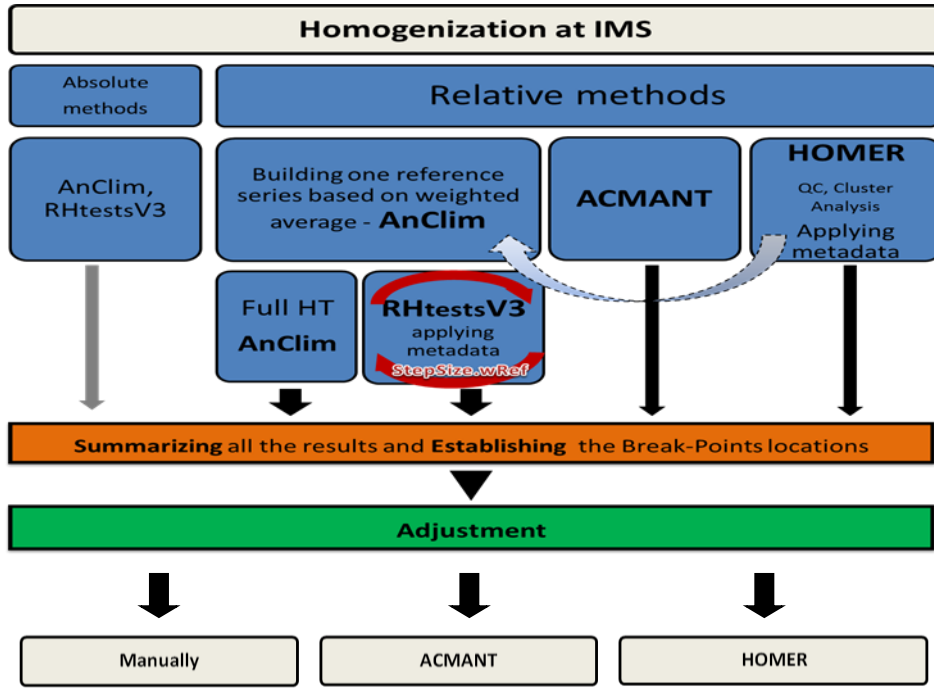 Homogenization at IMS
Absolute
methods
Relative methods
AnClim,
RHtestsV3
Building one reference
series based on weighted
average - AnClim
ACMANT
HOMER
QC, Cluster
Analysis
Applying
metadata
Full HT
AnClim
RHtestsV3
applying
metadata
StepSize.wRef
Summarizing all the results and Establishing the Break-Points locations
Adjustment
Manually
ACMANT
HOMER